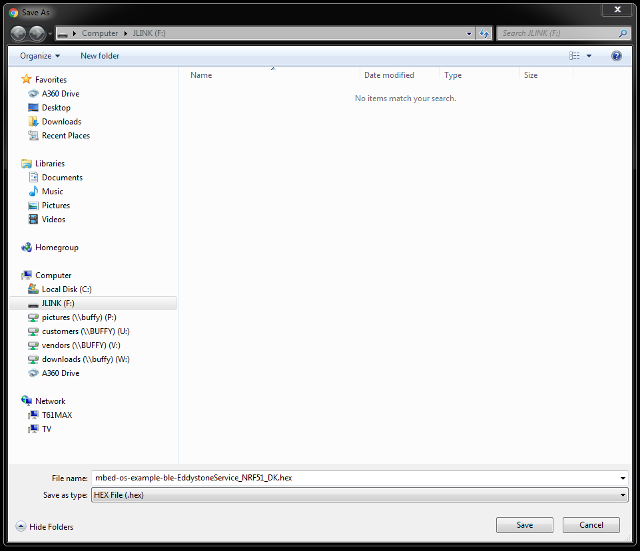 Save As
Computer JLINK (F:)
Search JLINK (F:)
Organize New folder
Name Date modified Type Size
No items match your search.
Favorites
A360 Drive
Desktop
Downloads
Recent Places
Libraries
Documents
Music
Pictures
Videos
Homegroup
Computer
Local Disk (C:)
JLINK (F:)
pictures (\\buffy) (P:)
customers (\\BUFFY) (U:)
vendors (\\BUFFY) (V:)
downloads (\\buffy) (W:)
A360 Drive
Network
T61MAX
TV
File name: mbed-os-example-ble-EddystoneService_NRF51_DK.hex
Save as type: HEX File (.hex)
Hide Folders Save Cancel